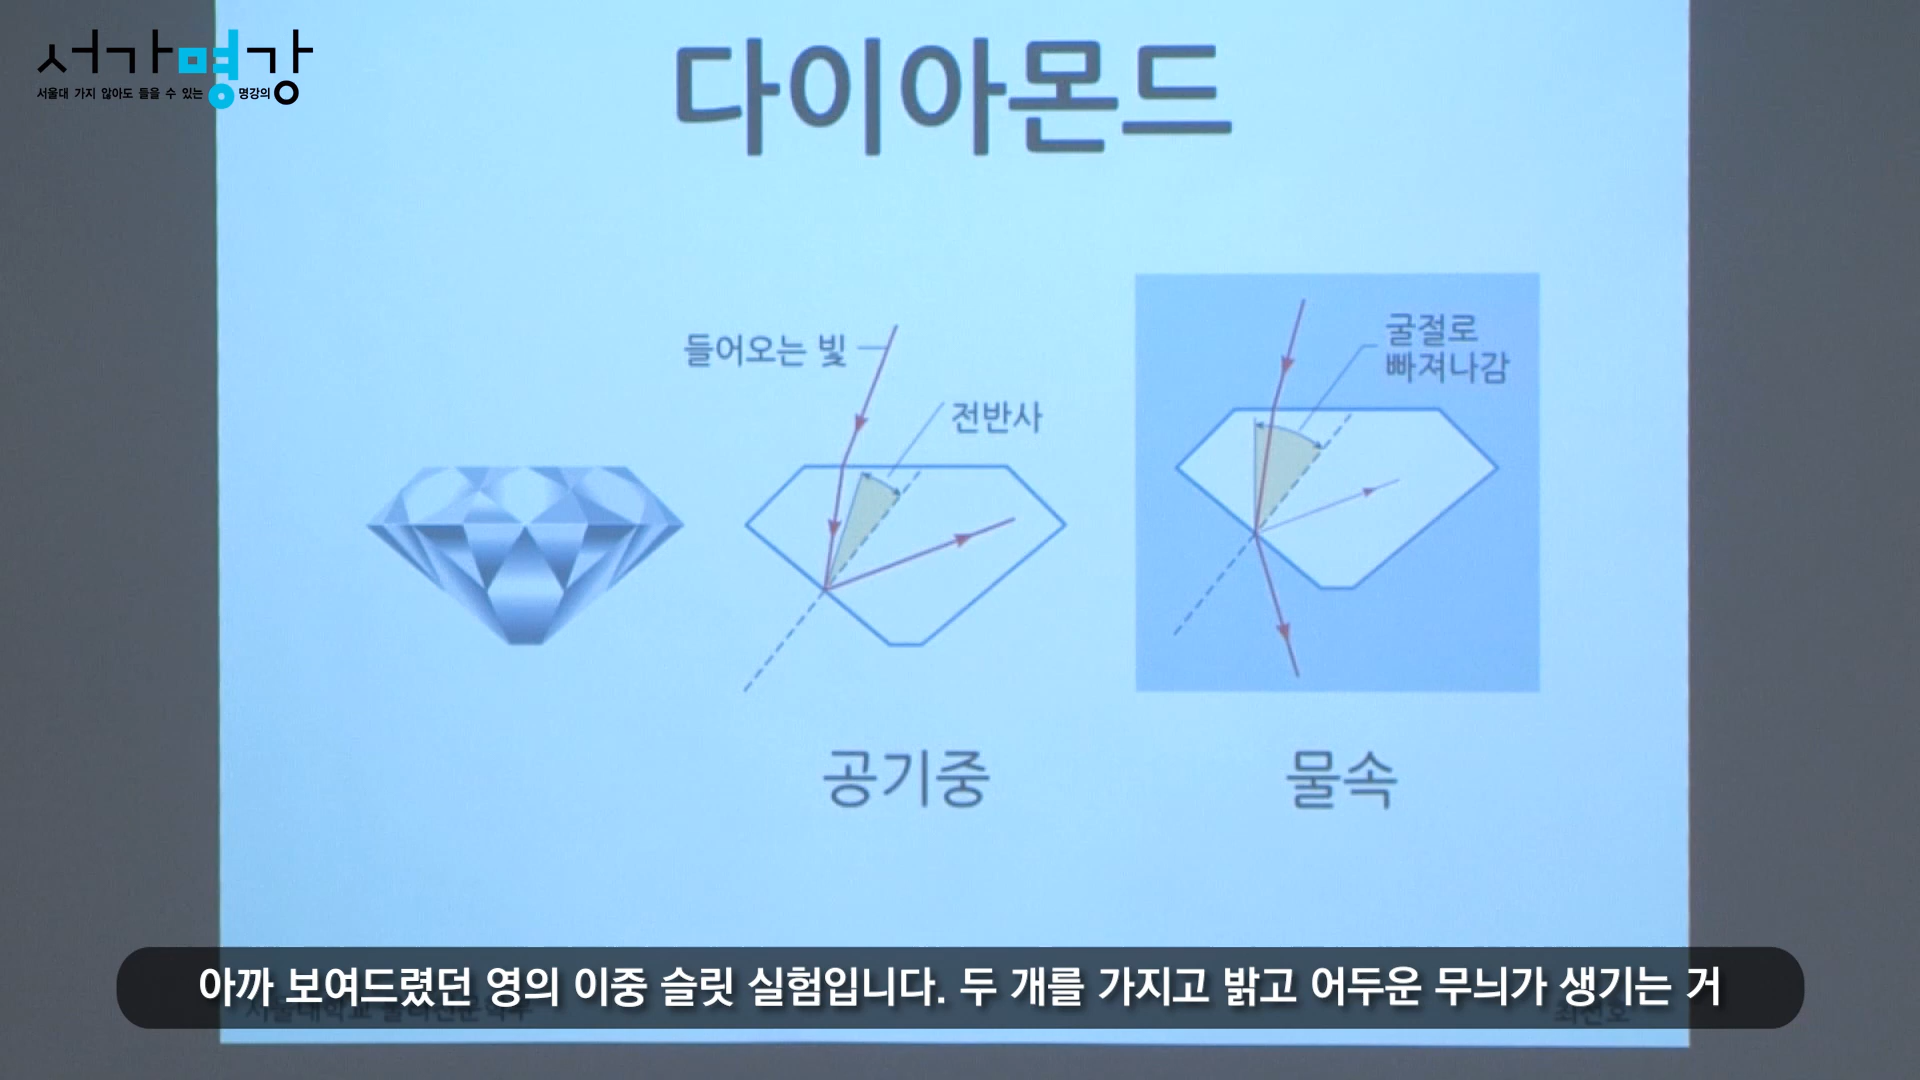 서가명강
서울대 가지 않아도 들을 수 있는 명강의
다이아몬드
들어오는 빛
전반사
굴절로
빠져나감
공기중
물속
아까 보여드렸던 영의 이중 슬릿 실험입니다. 두 개를 가지고 밝고 어두운 무늬가 생기는 거